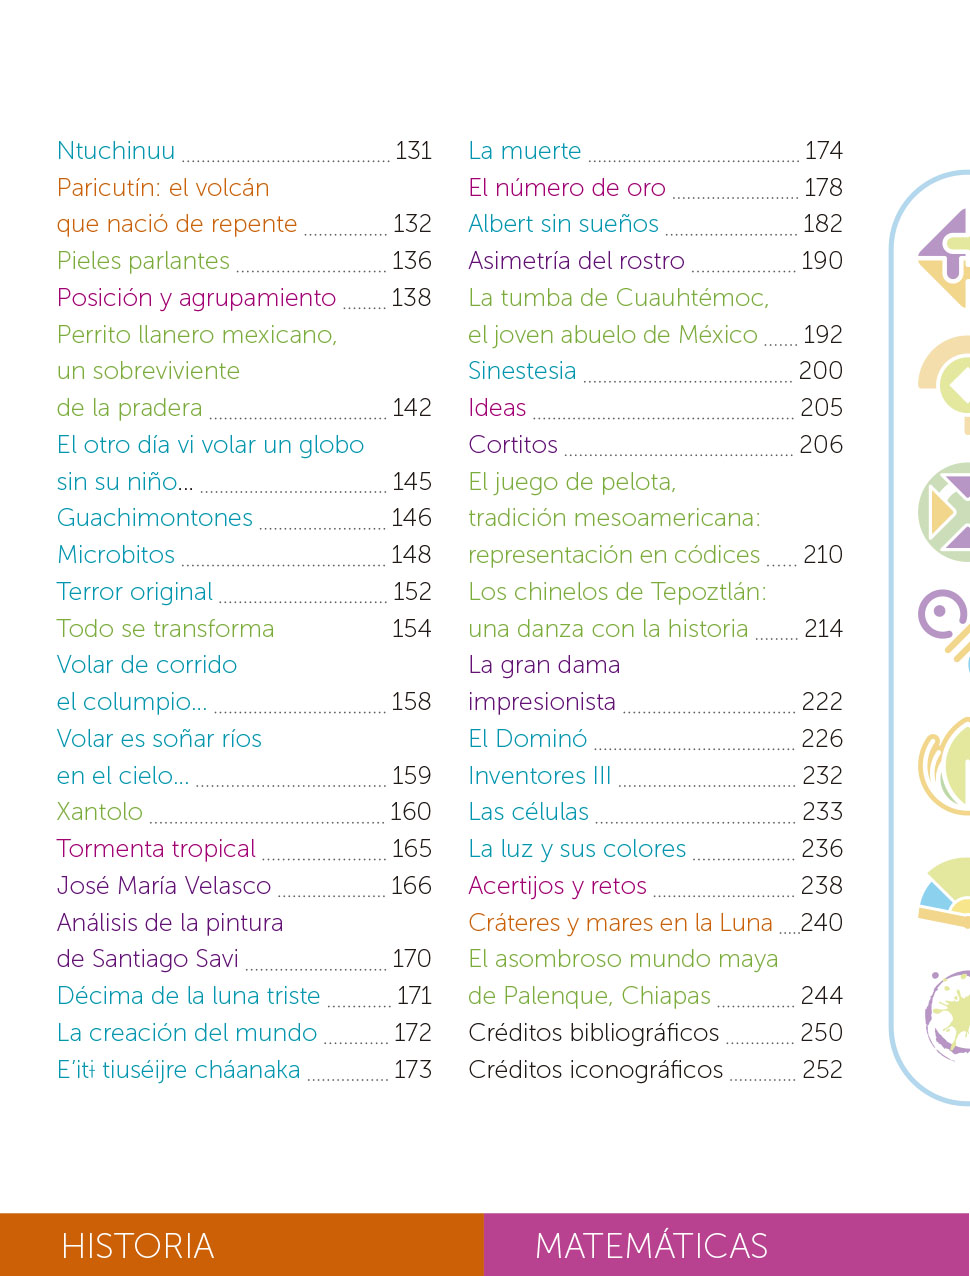 Ntuchinuu 131
Paricutín: el volcán
que nació de repente 132
Pieles parlantes 136
Posición y agrupamiento 138
Perrito llanero mexicano,
un sobreviviente
de la pradera 142
El otro día vi volar un globo
sin su niño... 145
Guachimontones 146
Microbitos 148
Terror original 152
Todo se transforma 154
Volar de corrido
el columpio... 158
Volar es soñar ríos
en el cielo... 159
Xantolo 160
Tormenta tropical 165
José María Velasco 166
Análisis de la pintura
de Santiago Savi 170
Décima de la luna triste 171
La creación del mundo 172
E’itɨ tiuséijre cháanaka 173
La muerte 174
El número de oro 178
Albert sin sueños 182
Asimetría del rostro 190
La tumba de Cuauhtémoc,
el joven abuelo de México 192
Sinestesia 200
Ideas 205
Cortitos 206
El juego de pelota,
tradición mesoamericana:
representación en códices 210
Los chinelos de Tepoztlán:
una danza con la historia 214
La gran dama
impresionista 222
El Dominó 226
Inventores III 232
Las células 233
La luz y sus colores 236
Acertijos y retos 238
Cráteres y mares en la Luna 240
El asombroso mundo maya
de Palenque, Chiapas 244
Créditos bibliográficos 250
Créditos iconográficos 252
HISTORIA
MATEMÁTICAS